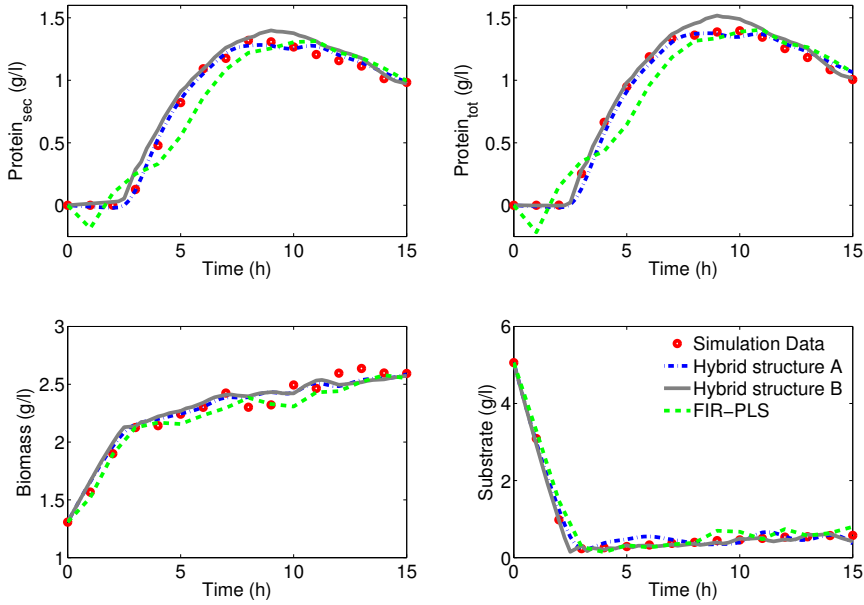 1.5
1
0.5
0
Protein_sec (g/l)
0 5 10 15
Time (h)
1.5
1
0.5
0
Protein_tot (g/l)
0 5 10 15
Time (h)
3
2.5
2
1.5
1
Biomass (g/l)
0 5 10 15
Time (h)
6
4
2
0
Substrate (g/l)
Simulation Data
Hybrid structure A
Hybrid structure B
FIR−PLS
0 5 10 15
Time (h)